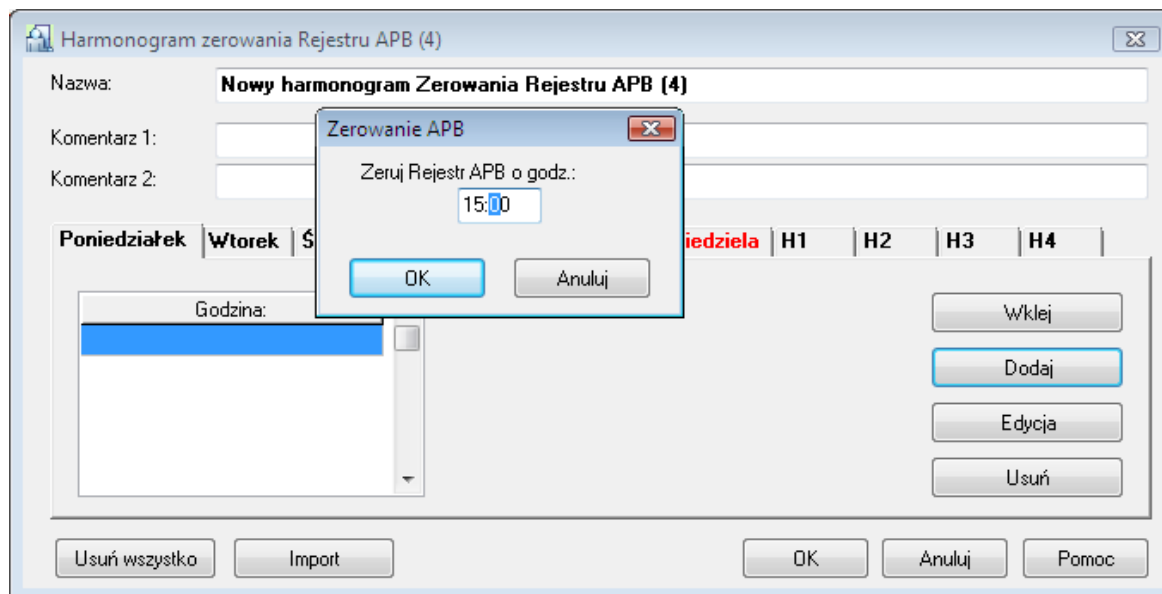 Harmonogram zerowania Rejestru APB (4)
Nazwa: Nowy harmonogram Zerowania Rejestru APB (4)
Zerowanie APB
Komentarz 1:
Zeruj Rejestr APB o godz.:
Komentarz 2:
15:00
Poniedziałek Wtorek Ś iedziela H1 H2 H3 H4
OK Anuluj
Godzina:
Wklej
Dodaj
Edycja
Usuń
Usuń wszystko Import OK Anuluj Pomoc